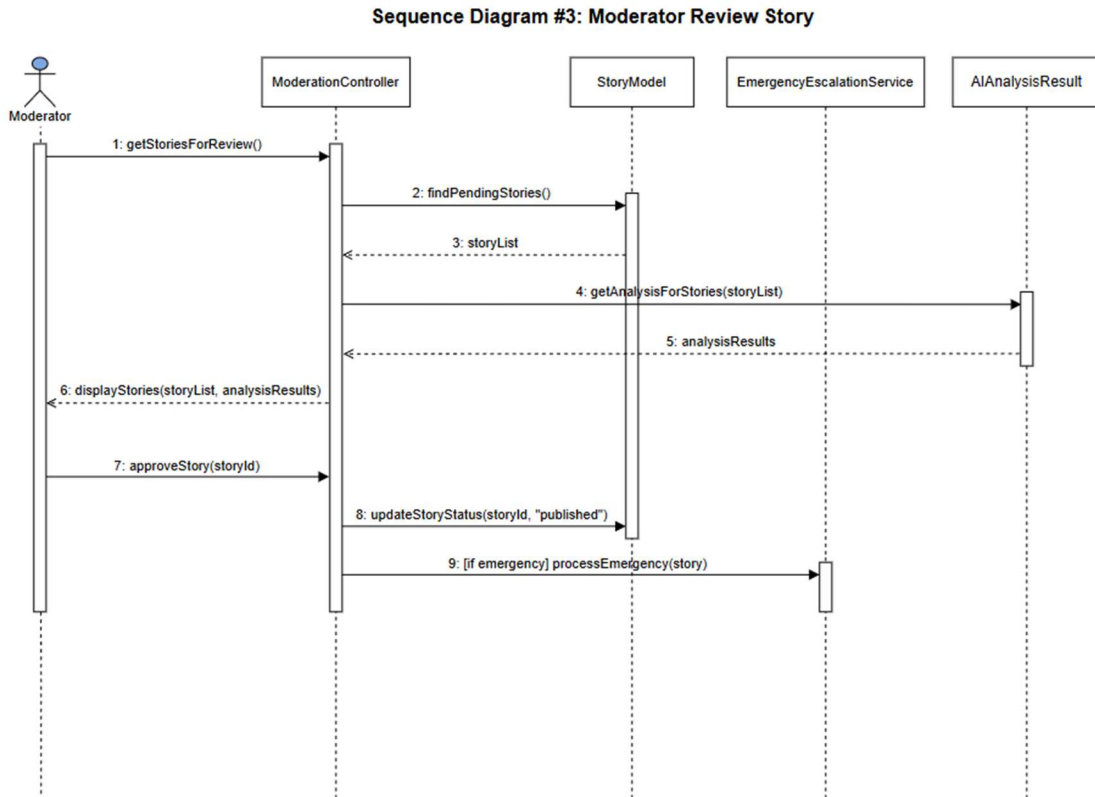 Sequence Diagram #3: Moderator Review Story
Moderator
ModerationController
StoryModel
EmergencyEscalationService
AIAnalysisResult
1: getStoriesForReview()
2: findPendingStories()
3: storyList
4: getAnalysisForStories(storyList)
5: analysisResults
6: displayStories(storyList, analysisResults)
7: approveStory(storyId)
8: updateStoryStatus(storyId, "published")
9: [if emergency] processEmergency(story)